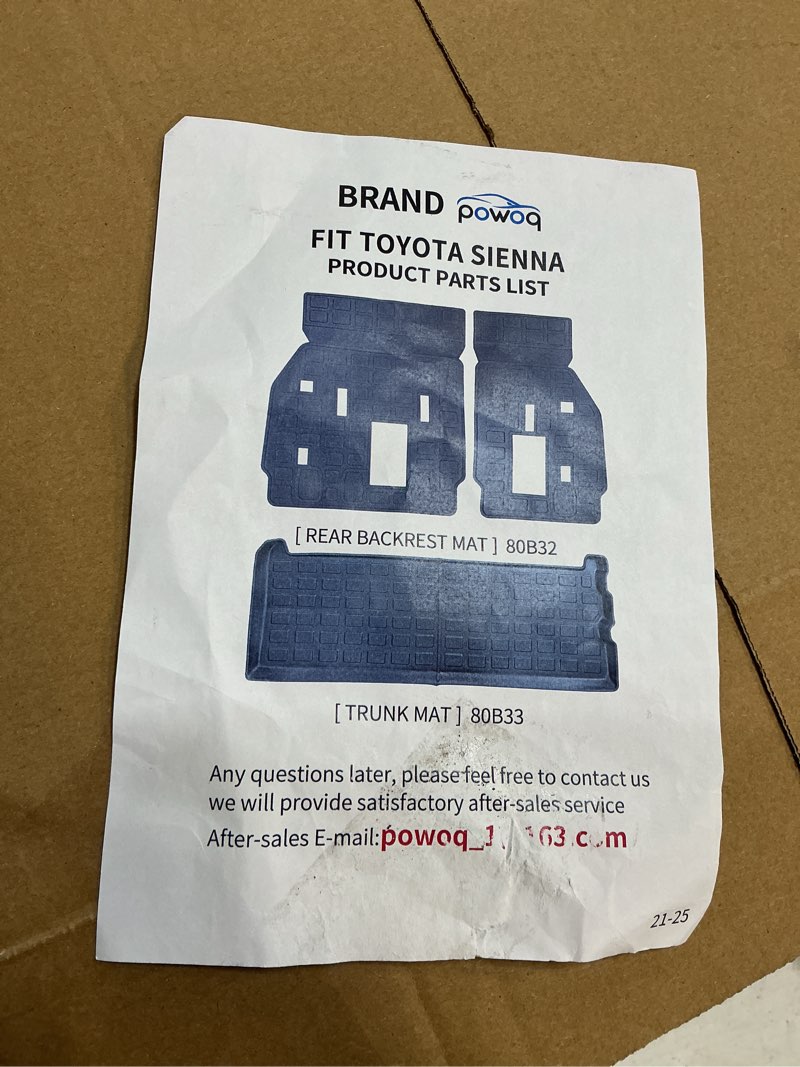 BRAND powoq
FIT TOYOTA SIENNA
PRODUCT PARTS LIST
[ REAR BACKREST MAT ] 80B32
[ TRUNK MAT ] 80B33
Any questions later, please feel free to contact us
we will provide satisfactory after-sales service
After-sales E-mail:
21-25